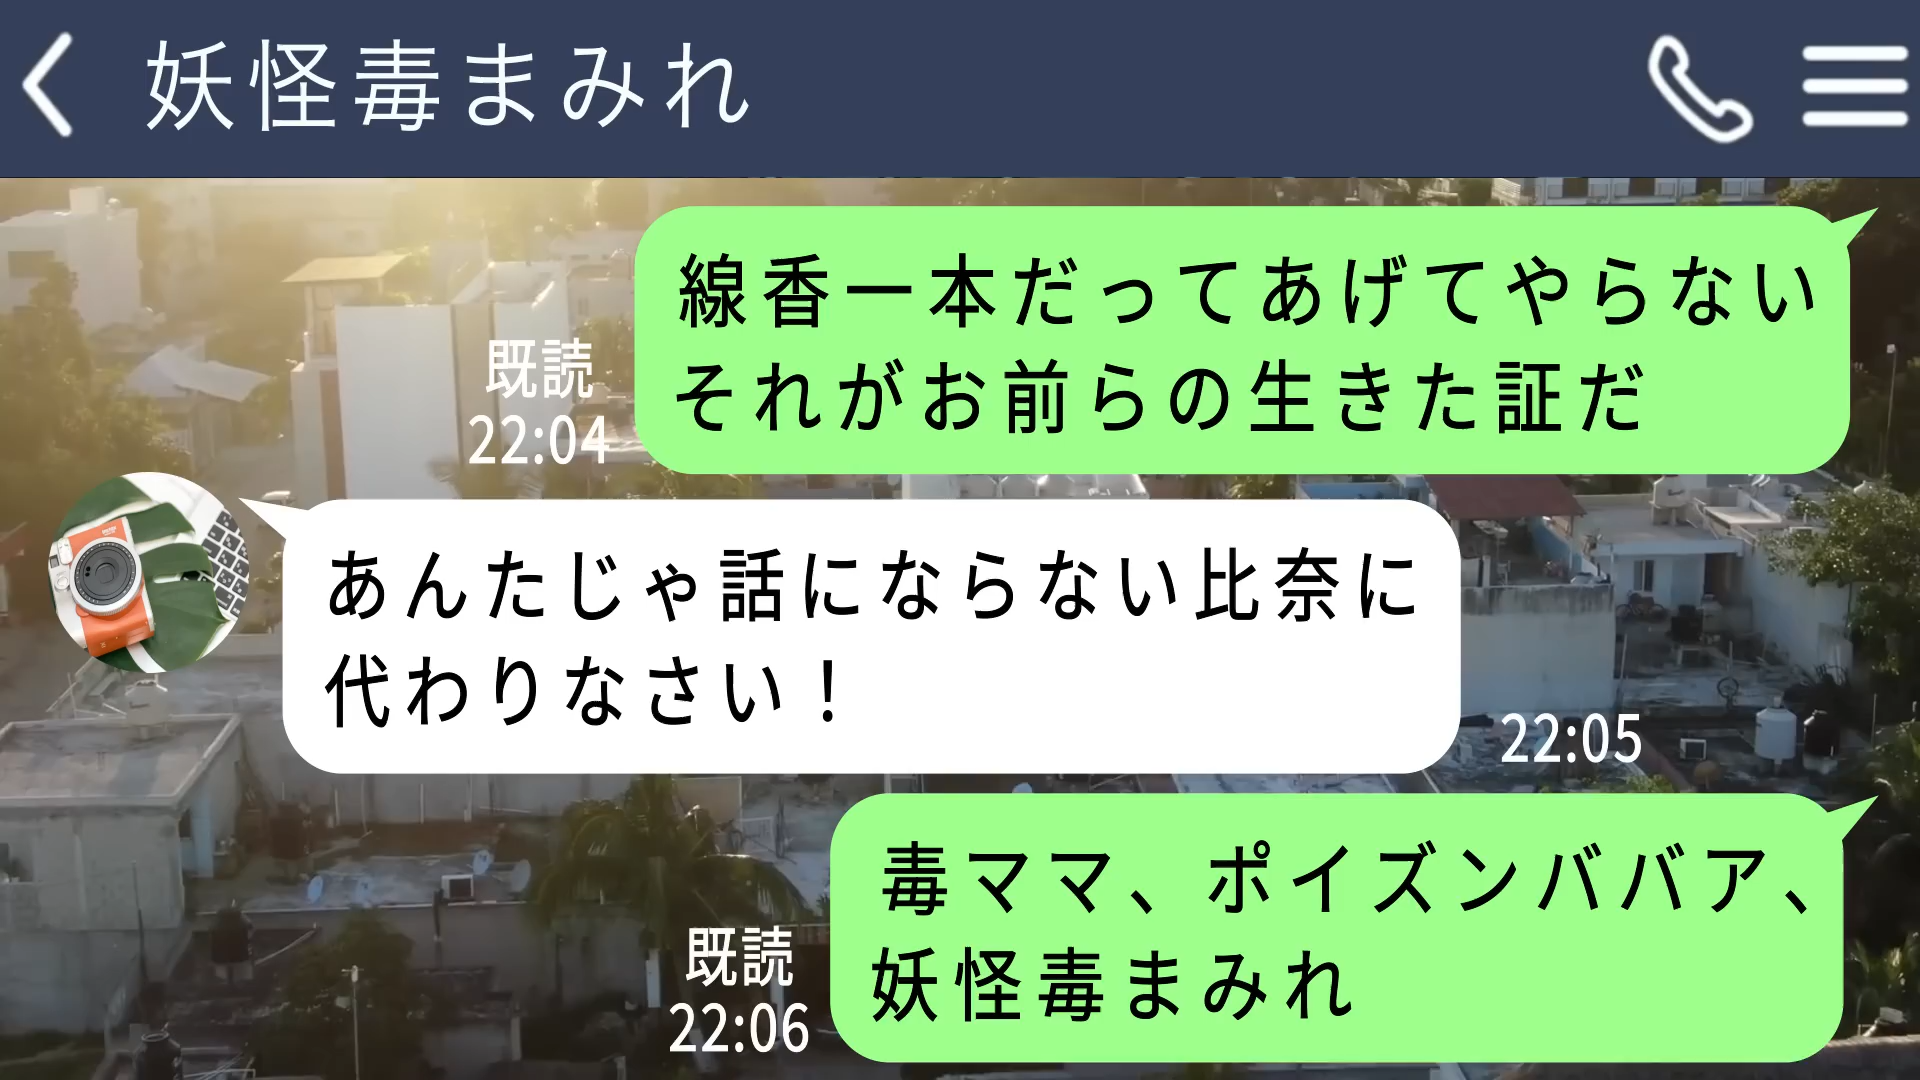 妖怪毒まみれ
線香一本だってあげてやらない
それがお前らの生きた証だ
既読
22:04
あんたじゃ話にならない比奈に
代わりなさい！
22:05
毒ママ、ポイズンババア、
妖怪毒まみれ
既読
22:06